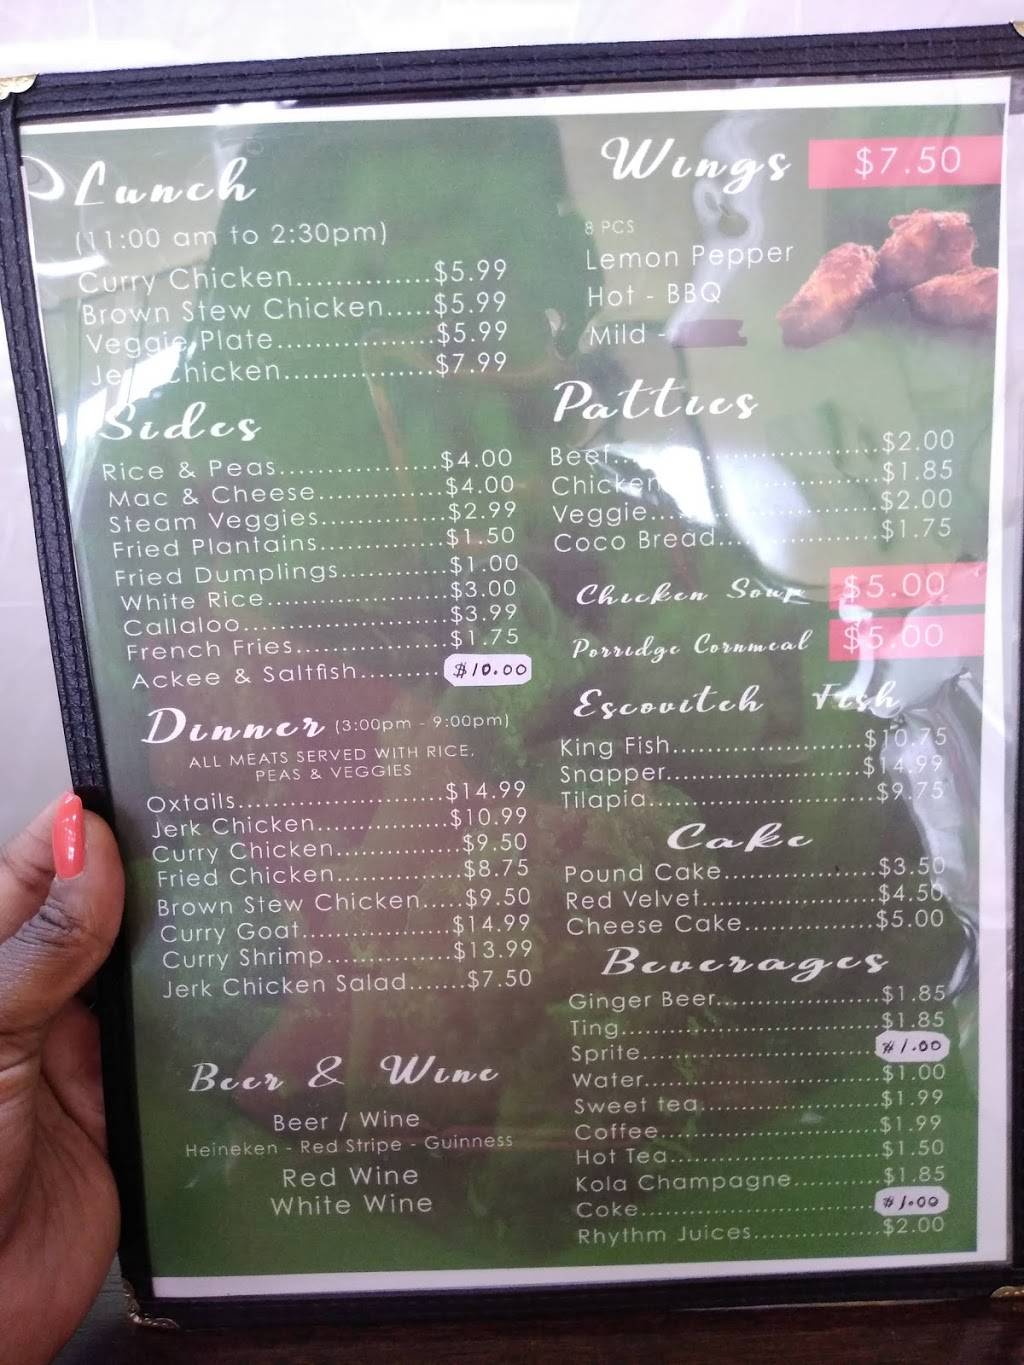 Lunch
(11:00 am to 2:30pm)
Curry Chicken..............$5.99
Brown Stew Chicken.....$5.99
Veggie Plate.................$5.99
Chicken................$7.99
Sides
Rice & Peas.................$4.00
Mac & Cheese..............$4.00
Steam Veggies..............$2.99
Fried Plantains..............$1.50
Fried Dumplings............$1.00
White Rice....................$3.00
Callaloo.......................$3.99
French Fries.................$1.75
Ackee & Saltfish.........$10.00
Dinner (3:00pm - 9:00pm)
ALL MEATS SERVED WITH RICE,
PEAS & VEGGIES
Oxtails.......................$14.99
Jerk Chicken...............$10.99
Curry Chicken..............$9.50
Fried Chicken..............$8.75
Brown Stew Chicken.....$9.50
Curry Goat.................$14.99
Curry Shrimp...............$13.99
Jerk Chicken Salad.......$7.50
Beer & Wine
Beer / Wine
Heineken - Red Stripe - Guinness
Red Wine
White Wine
Wings $7.50
8 PCS
Lemon Pepper
Hot - BBQ
Mild -
Patties
Beef.............................$2.00
Chicken........................$1.85
Veggie.........................$2.00
Coco Bread..................$1.75
Chicken Soup $5.00
Porridge Cornmeal $5.00
Escovitch Fish
King Fish.....................$10.75
Snapper.....................$14.99
Tilapia.........................$9.75
Cake
Pound Cake.................$3.50
Red Velvet...................$4.50
Cheese Cake...............$5.00
Beverages
Ginger Beer..................$1.85
Ting............................$1.85
Sprite..........................$1.00
Water..........................$1.00
Sweet tea....................$1.99
Coffee.........................$1.99
Hot Tea.......................$1.50
Kola Champagne..........$1.85
Coke..........................$1.00
Rhythm Juices..............$2.00